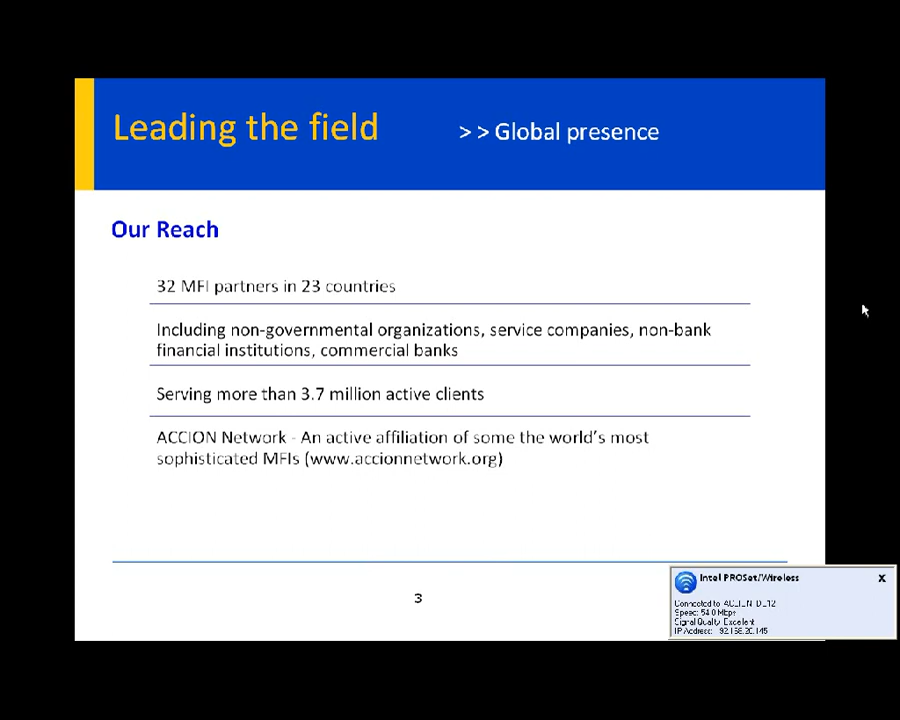 Leading the field
> > Global presence
Our Reach
32 MFI partners in 23 countries
Including non-governmental organizations, service companies, non-bank
financial institutions, commercial banks
Serving more than 3.7 million active clients
ACCION Network - An active affiliation of some the world's most
sophisticated MFIs (www.accionnetwork.org)
3
Intel PROSet/Wireless
X
Connected to:
Speed: 54.0 Mbps
Signal Quality: Excellent
IP Address: